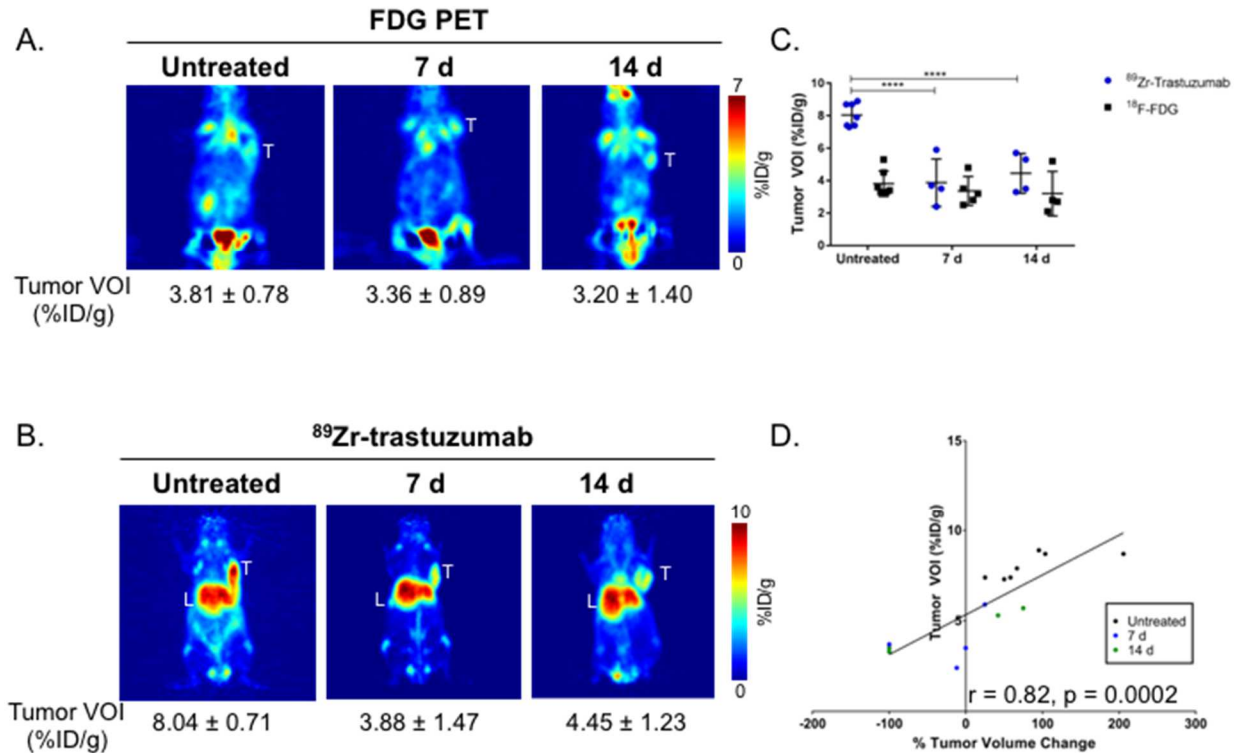 A.
FDG PET
Untreated 7 d 14 d
T T T
7
%ID/g
0
Tumor VOI
(%ID/g)
3.81 ± 0.78 3.36 ± 0.89 3.20 ± 1.40
C.
**** ****
89Zr-Trastuzumab
18F-FDG
Tumor VOI (%ID/g)
10
8
6
4
2
0
Untreated 7 d 14 d
B.
89Zr-trastuzumab
Untreated 7 d 14 d
T T T
L L L
10
%ID/g
0
Tumor VOI
(%ID/g)
8.04 ± 0.71 3.88 ± 1.47 4.45 ± 1.23
D.
15
10
5
Tumor VOI (%ID/g)
Untreated
7 d
14 d
r = 0.82, p = 0.0002
-200 -100 0 100 200 300
% Tumor Volume Change